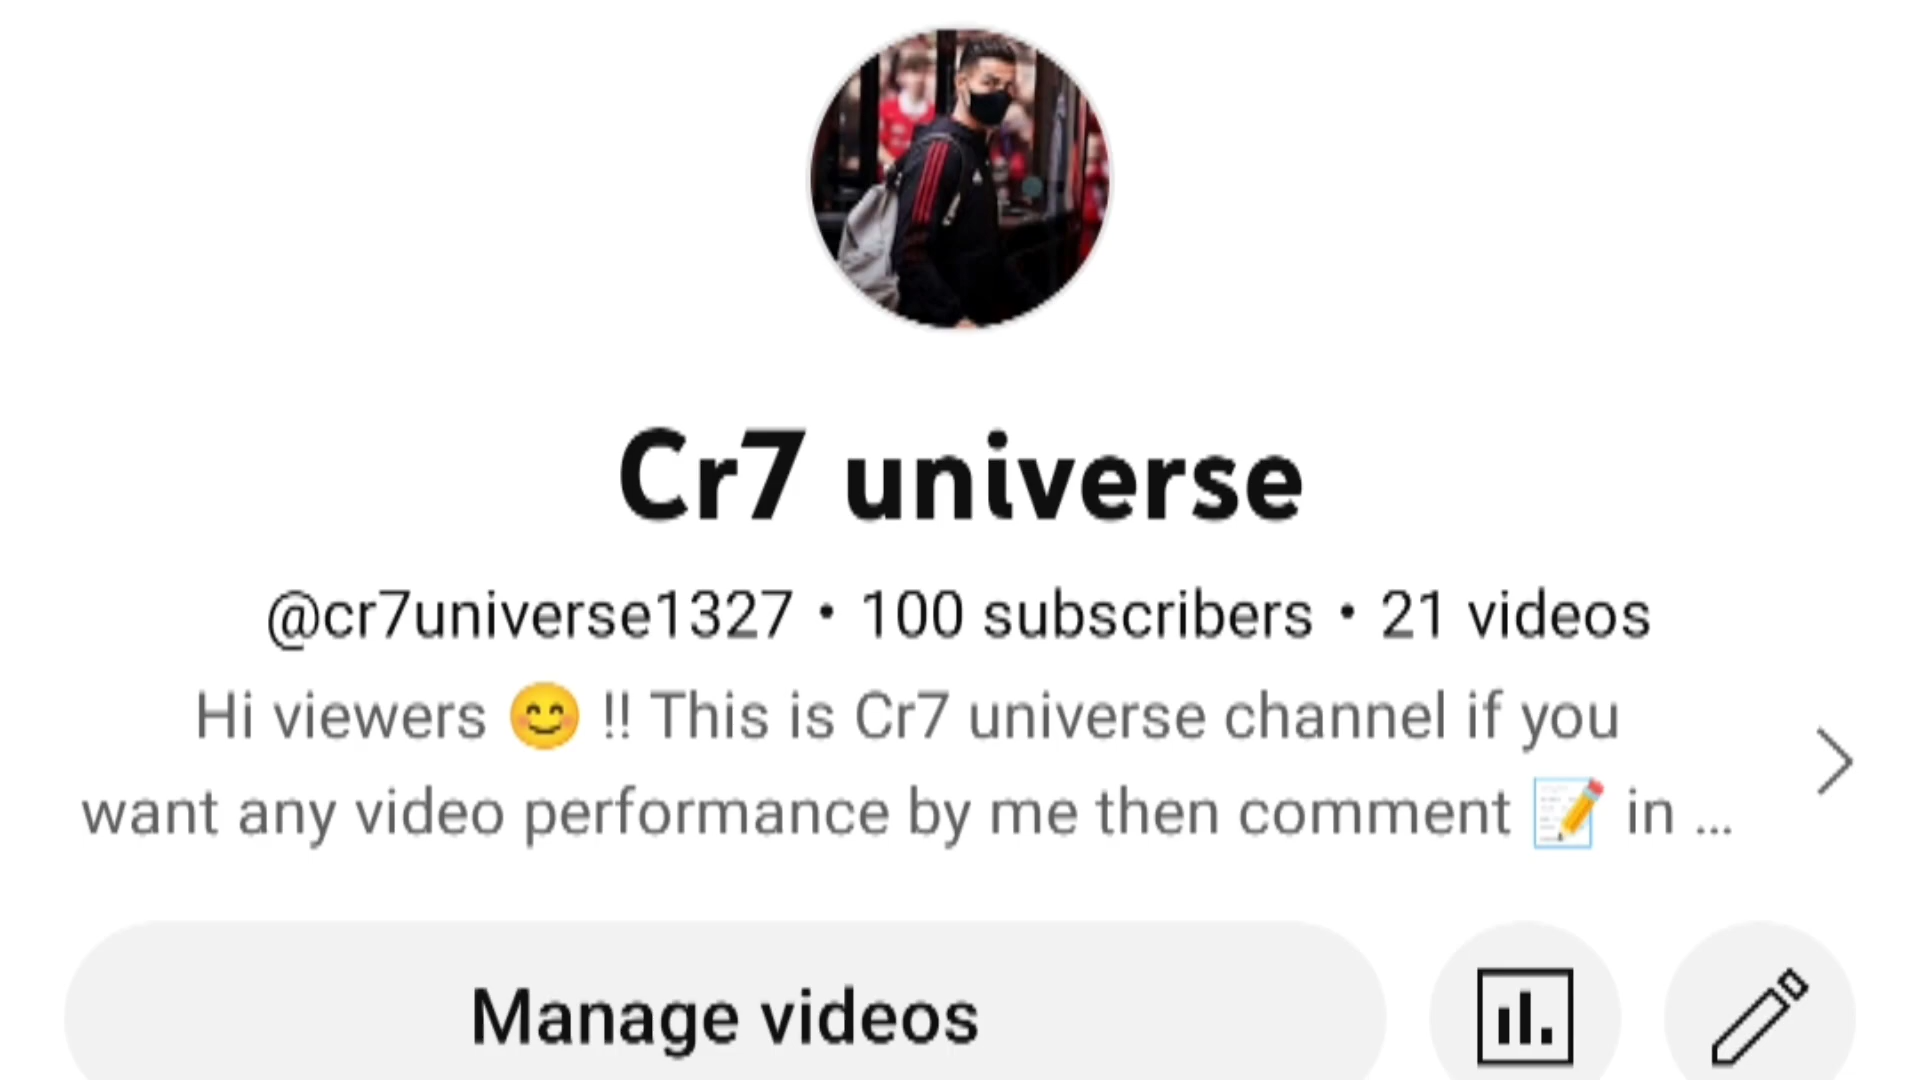 Cr7 universe
@cr7universe1327 • 100 subscribers • 21 videos
Hi viewers 😊 !! This is Cr7 universe channel if you
want any video performance by me then comment 📝 in ...
Manage videos